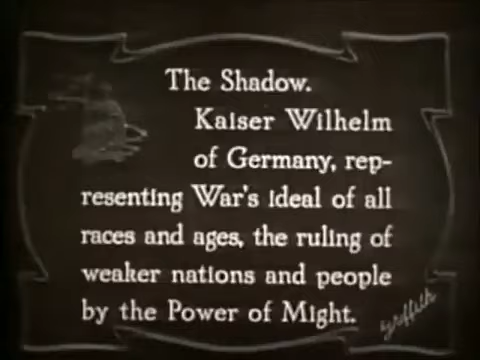 The Shadow.
Kaiser Wilhelm
of Germany, rep-
resenting War's ideal of all
races and ages, the ruling of
weaker nations and people
by the Power of Might.
Griffith